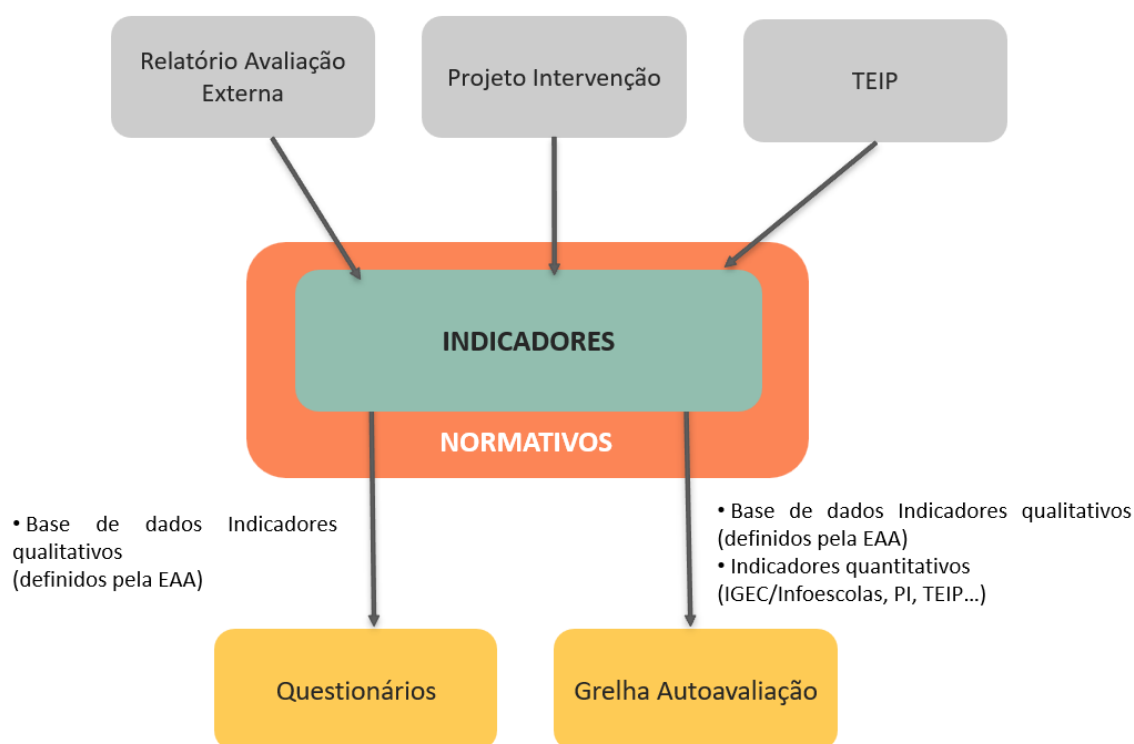 Relatório Avaliação
Externa
Projeto Intervenção
TEIP
INDICADORES
NORMATIVOS
• Base de dados Indicadores
qualitativos
(definidos pela EAA)
• Base de dados Indicadores qualitativos
(definidos pela EAA)
• Indicadores quantitativos
(IGEC/Infoescolas, PI, TEIP...)
Questionários
Grelha Autoavaliação